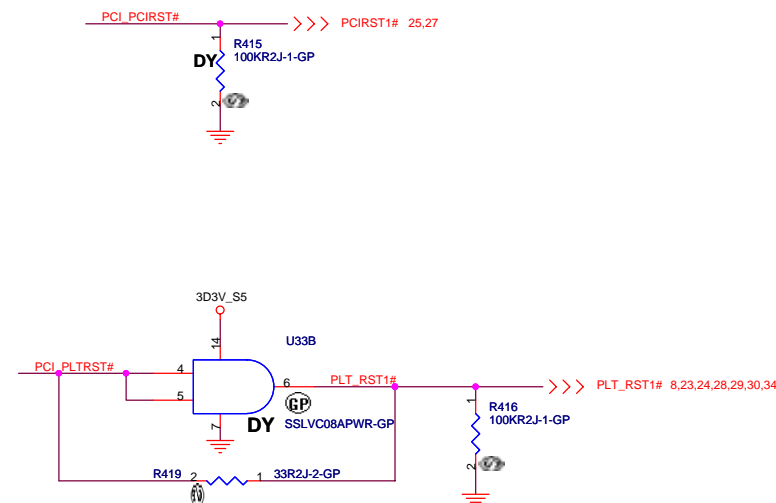 PCI_PCIRST#
PCIRST1# 25,27
1
R415
DY
100KR2J-1-GP
2
3D3V_S5
14
U33B
PCI_PLTRST#
4
6
PLT_RST1#
PLT_RST1# 8,23,24,28,29,30,34
5
GP
7
DY
SSLVC08APWR-GP
1
R416
100KR2J-1-GP
2
R419
2
1
33R2J-2-GP